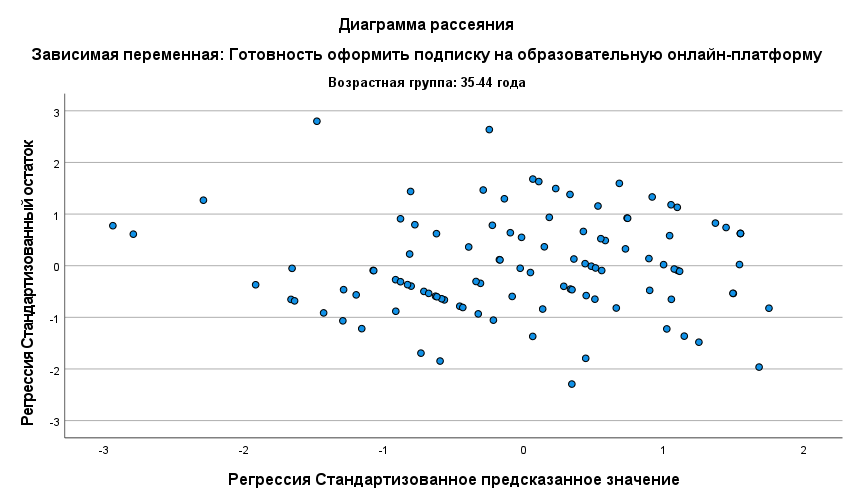 Диаграмма рассеяния
Зависимая переменная: Готовность оформить подписку на образовательную онлайн-платформу
Возрастная группа: 35-44 года
Регрессия Стандартизованный остаток
3
2
1
0
-1
-2
-3
-3
-2
-1
0
1
2
Регрессия Стандартизованное предсказанное значение